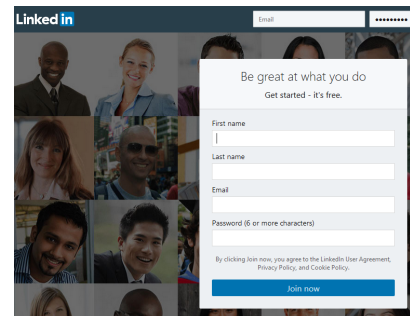 Linked in
Email
•••••••••
Be great at what you do
Get started - it's free.
First name
Last name
Email
Password (6 or more characters)
By clicking Join now, you agree to the LinkedIn User Agreement,
Privacy Policy, and Cookie Policy.
Join now